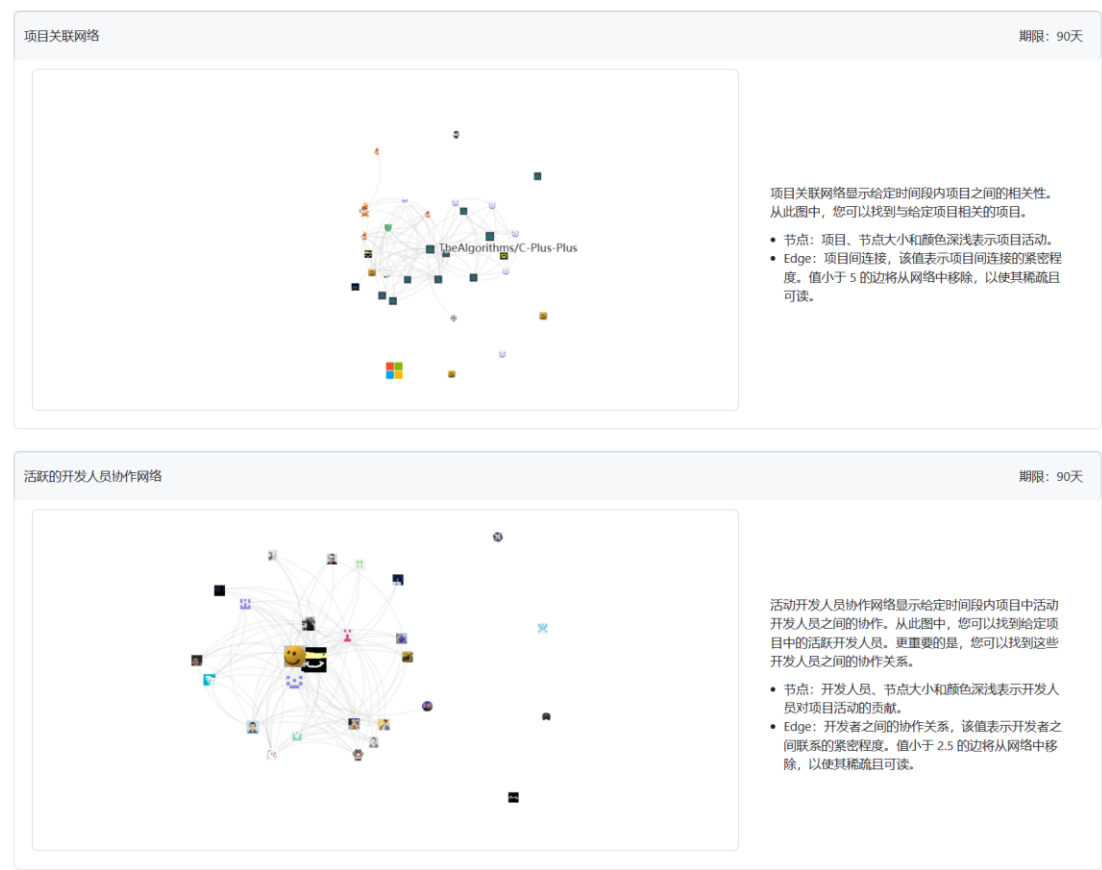 项目关联网络
期限：90天
TheAlgorithms/C-Plus-Plus
项目关联网络显示给定时间段内项目之间的相关性。
从此图中，您可以找到与给定项目相关的项目。
节点：项目、节点大小和颜色深浅表示项目活动。
Edge：项目间连接，该值表示项目间连接的紧密程
度。值小于 5 的边将从网络中移除，以使其稀疏且
可读。
活跃的开发人员协作网络
期限：90天
活动开发人员协作网络显示给定时间段内项目中活动
开发人员之间的协作。从此图中，您可以找到给定项
目中的活跃开发人员。更重要的是，您可以找到这些
开发人员之间的协作关系。
节点：开发人员、节点大小和颜色深浅表示开发人
员对项目活动的贡献。
Edge：开发者之间的协作关系，该值表示开发者之
间联系的紧密程度。值小于 2.5 的边将从网络中移
除，以使其稀疏且可读。